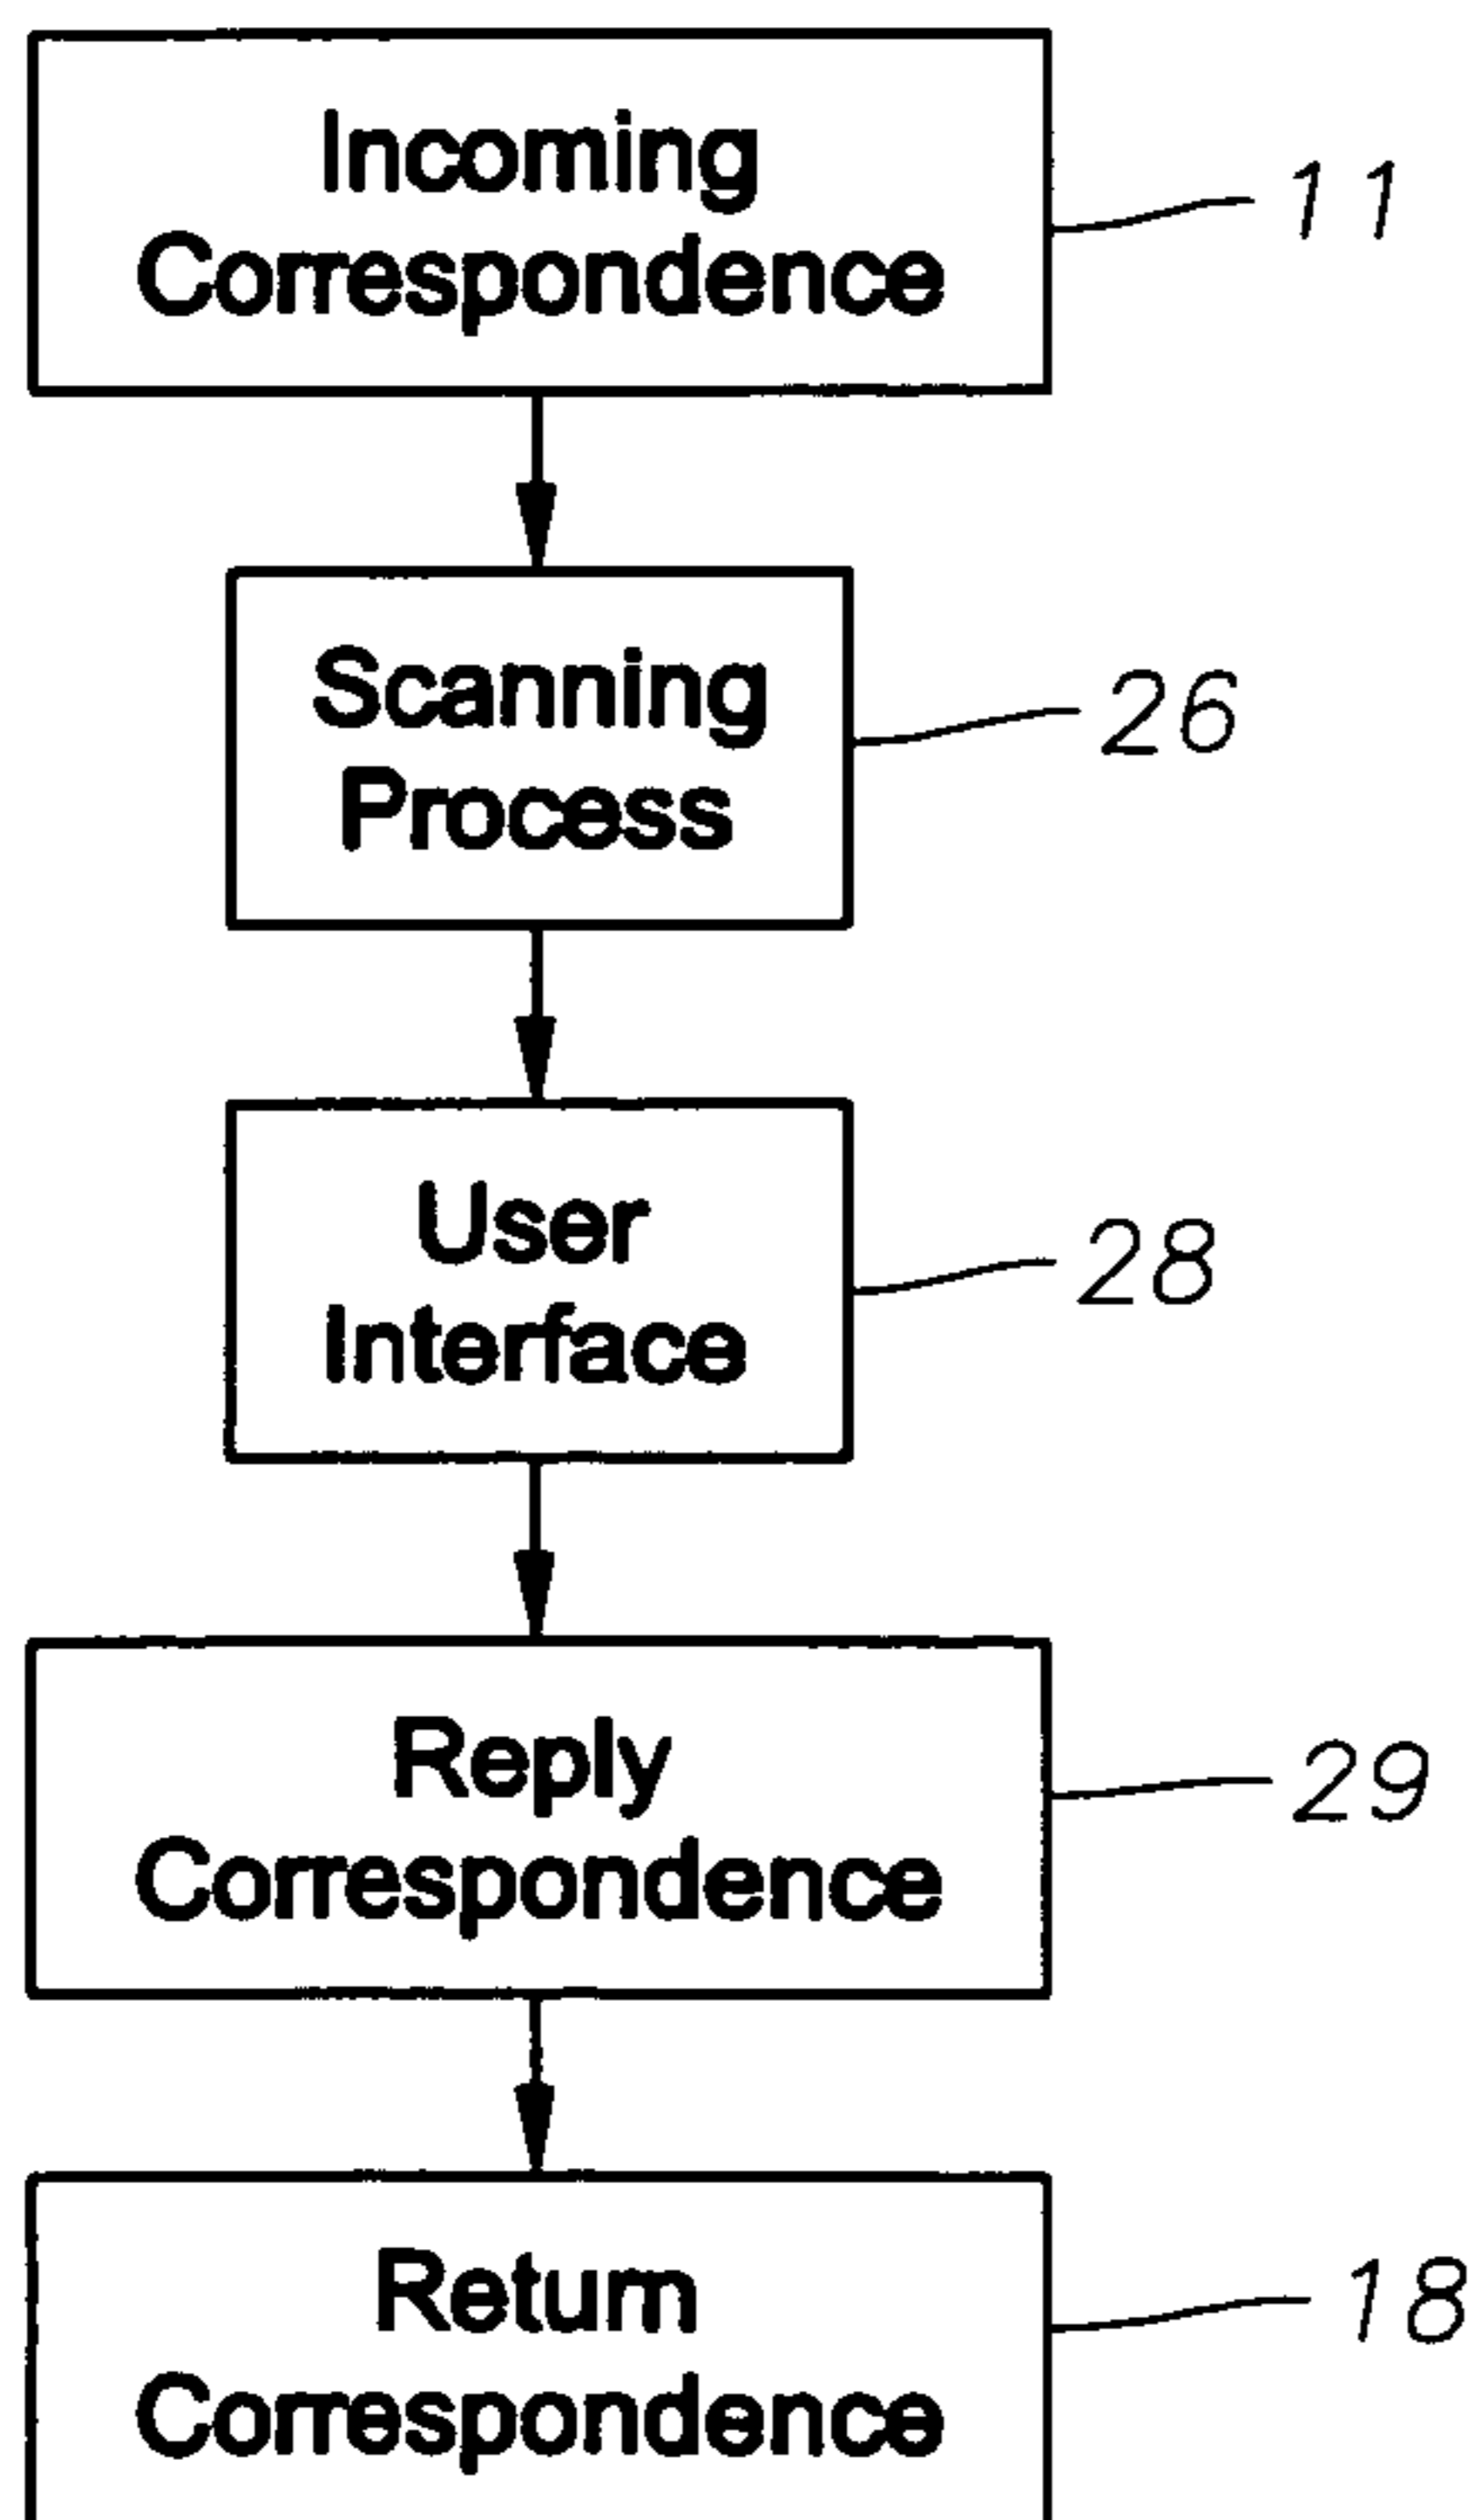 Incoming
Correspondence
11
Scanning
Process
26
User
Interface
28
Reply
Correspondence
29
Return
Correspondence
18